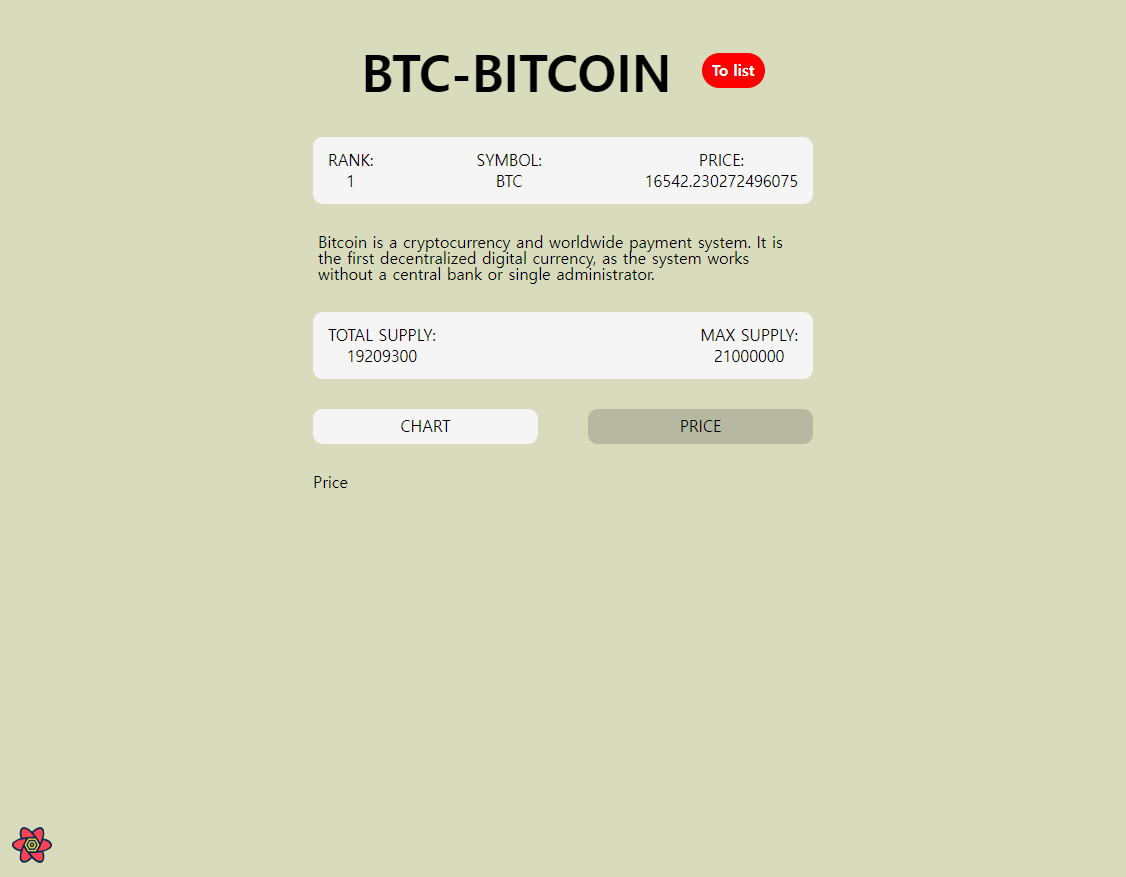 BTC-BITCOIN To list
RANK: SYMBOL: PRICE:
1 BTC 16542.230272496075
Bitcoin is a cryptocurrency and worldwide payment system. It is
the first decentralized digital currency, as the system works
without a central bank or single administrator.
TOTAL SUPPLY: MAX SUPPLY:
19209300 21000000
CHART PRICE
Price